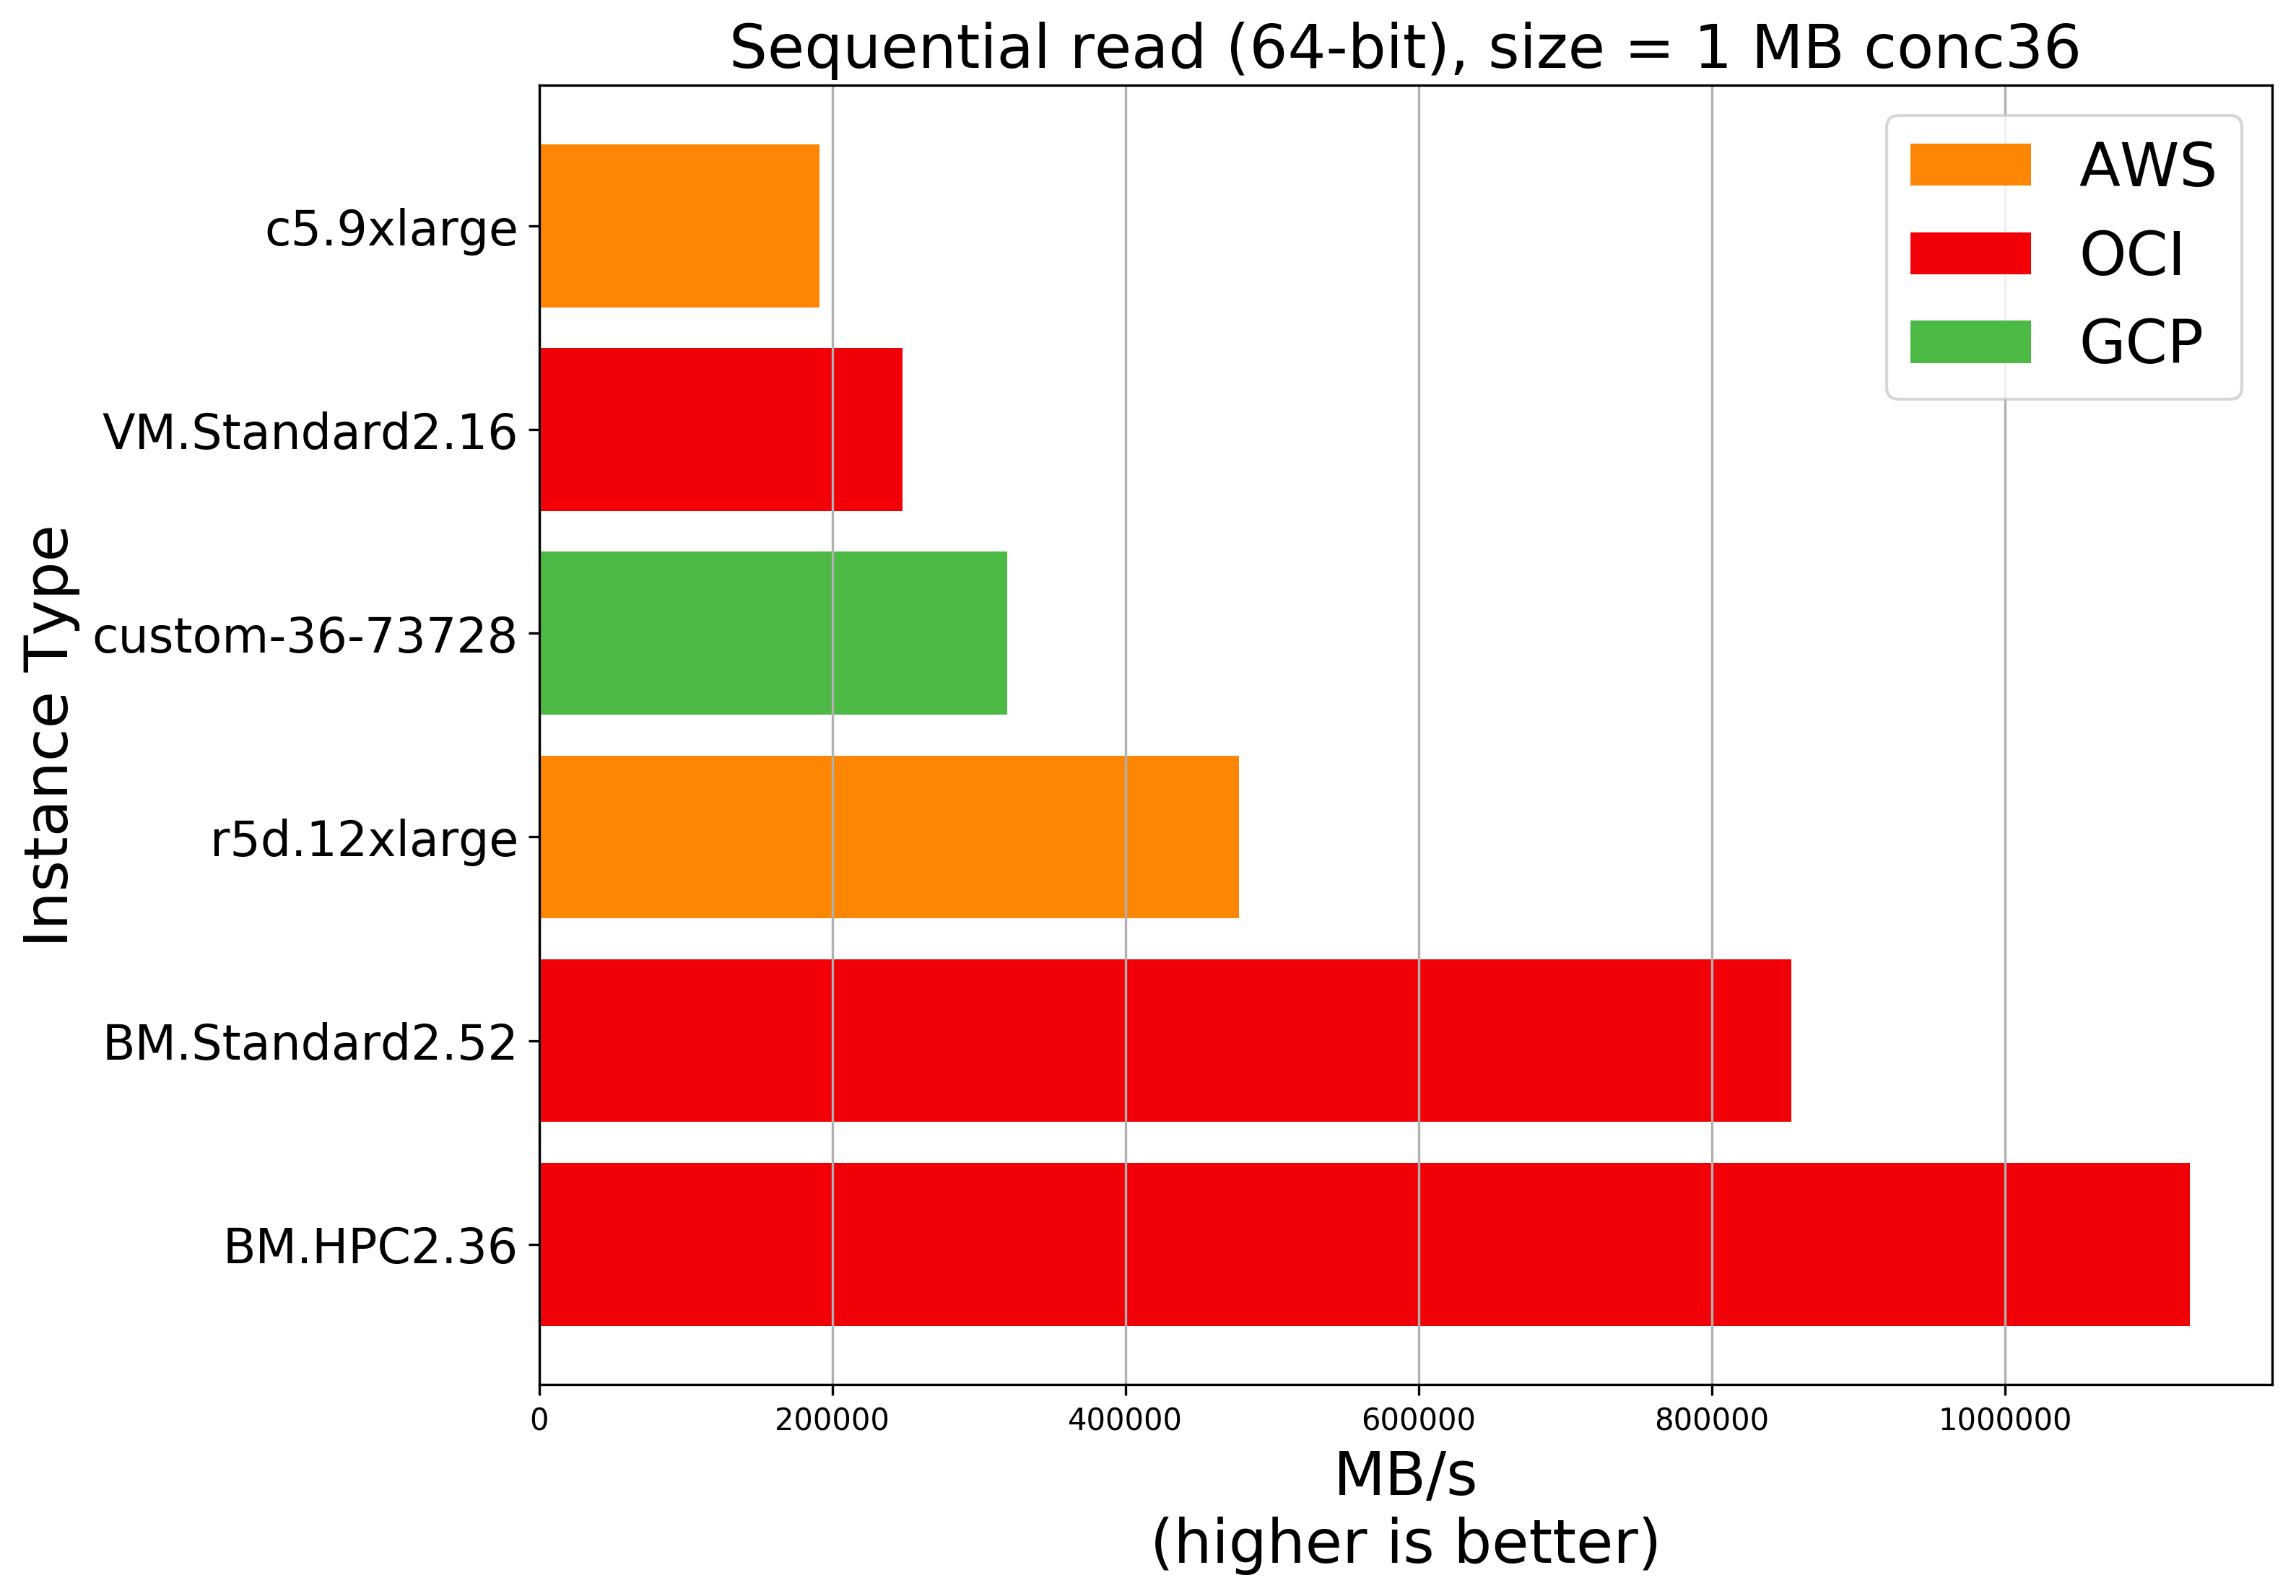 Sequential read (64-bit), size = 1 MB conc36
AWS
OCI
GCP
Instance Type
c5.9xlarge
VM.Standard2.16
custom-36-73728
r5d.12xlarge
BM.Standard2.52
BM.HPC2.36
0 200000 400000 600000 800000 1000000
MB/s
(higher is better)